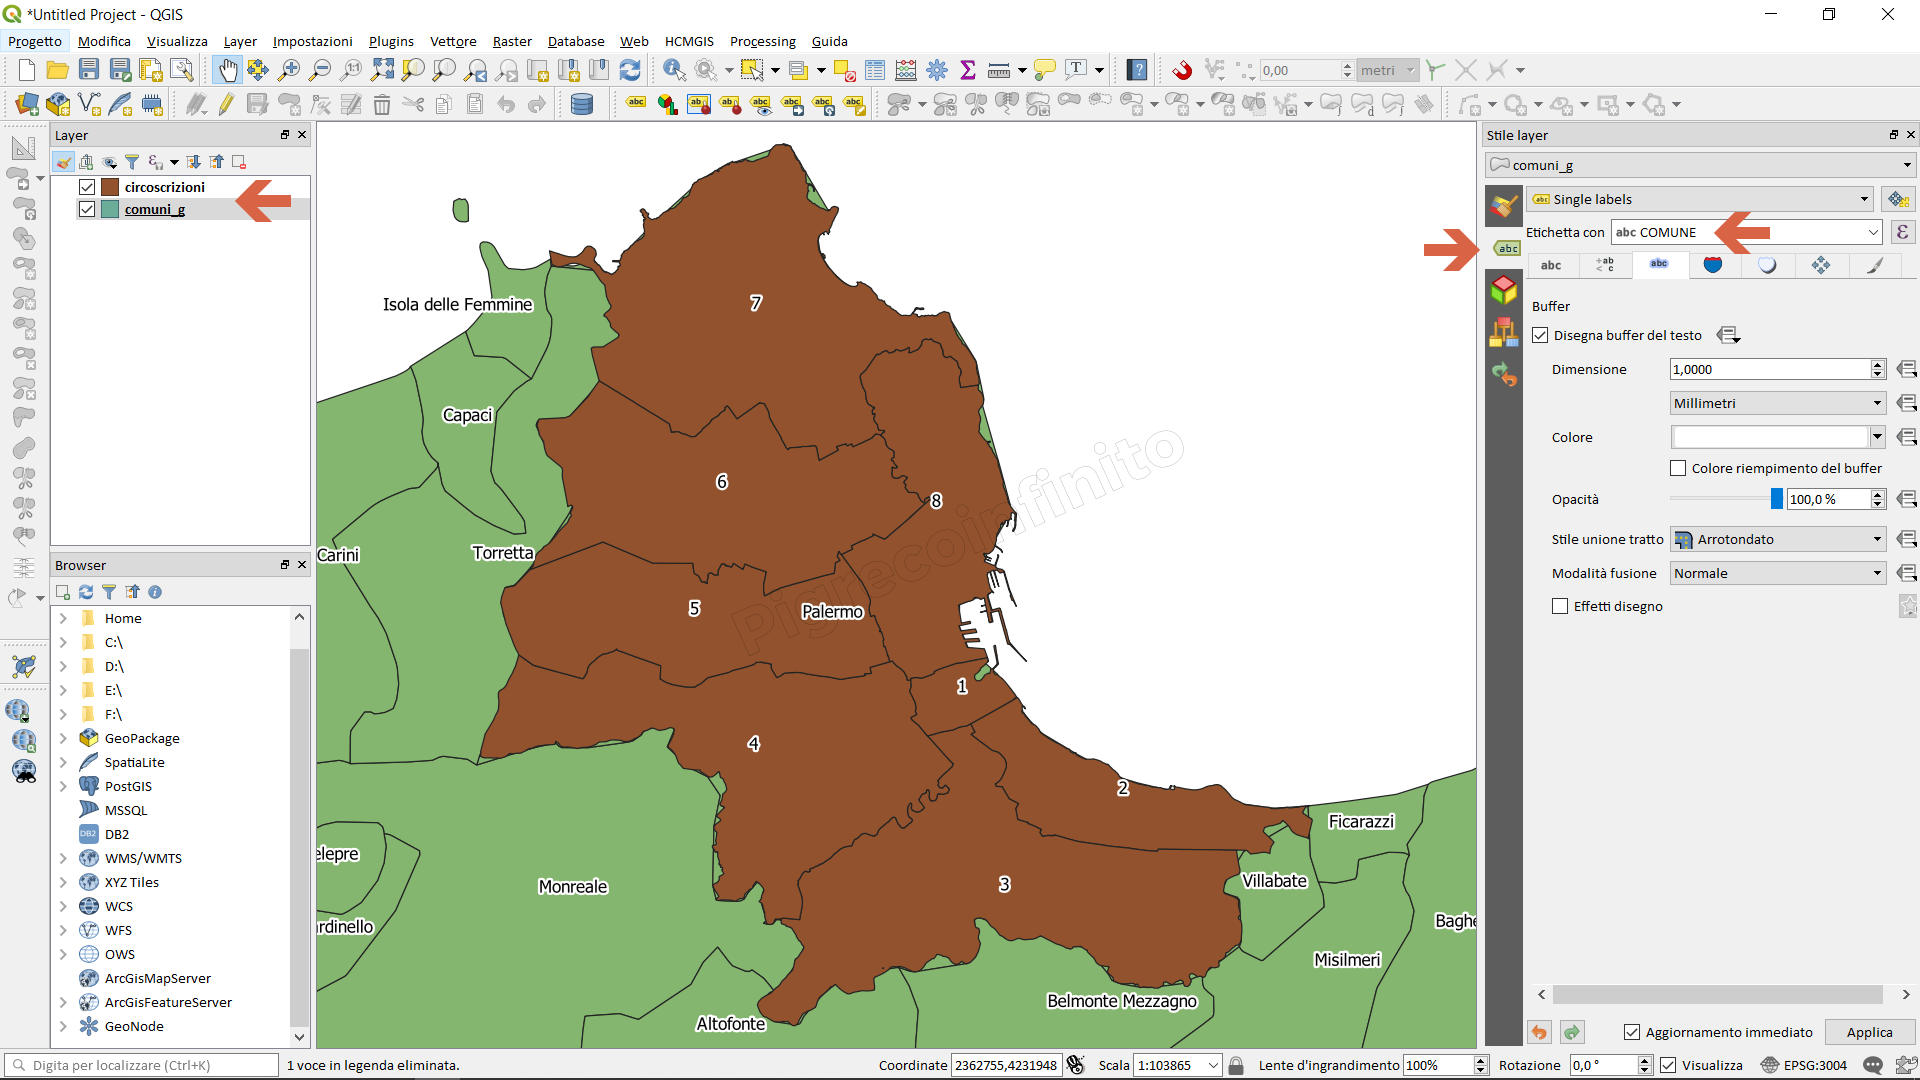 *Untitled Project - QGIS
Progetto Modifica Visualizza Layer Impostazioni Plugins Vettore Raster Database Web HCMGIS Processing Guida
0,00 metri
Layer
circoscrizioni
comuni_g
Browser
Home
C:\
D:\
E:\
F:\
GeoPackage
SpatiaLite
PostGIS
MSSQL
DB2
WMS/WMTS
XYZ Tiles
WCS
WFS
OWS
ArcGisMapServer
ArcGisFeatureServer
GeoNode
Isola delle Femmine
7
Capaci
6
8
Carini
Torretta
5
Palermo
1
4
2
Ficarazzi
elepre
Monreale
3
Villabate
rdinello
Baghe
Misilmeri
Belmonte Mezzagno
Altofonte
Pigrecoinfinito
Stile layer
comuni_g
Single labels
Etichetta con abc COMUNE
Buffer
Disegna buffer del testo
Dimensione 1,0000
Millimetri
Colore
Colore riempimento del buffer
Opacità 100,0 %
Stile unione tratto Arrotondato
Modalità fusione Normale
Effetti disegno
Aggiornamento immediato Applica
Digita per localizzare (Ctrl+K) 1 voce in legenda eliminata. Coordinate 2362755,4231948 Scala 1:103865 Lente d'ingrandimento 100% Rotazione 0,0 ° Visualizza EPSG:3004